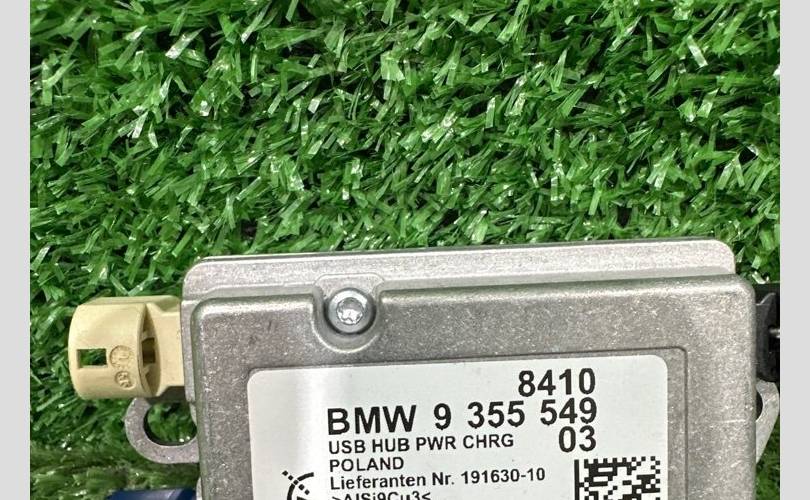 8410
BMW 9 355 549
USB HUB PWR CHRG 03
POLAND
Lieferanten Nr. 191630-10
>AlSi9Cu3<